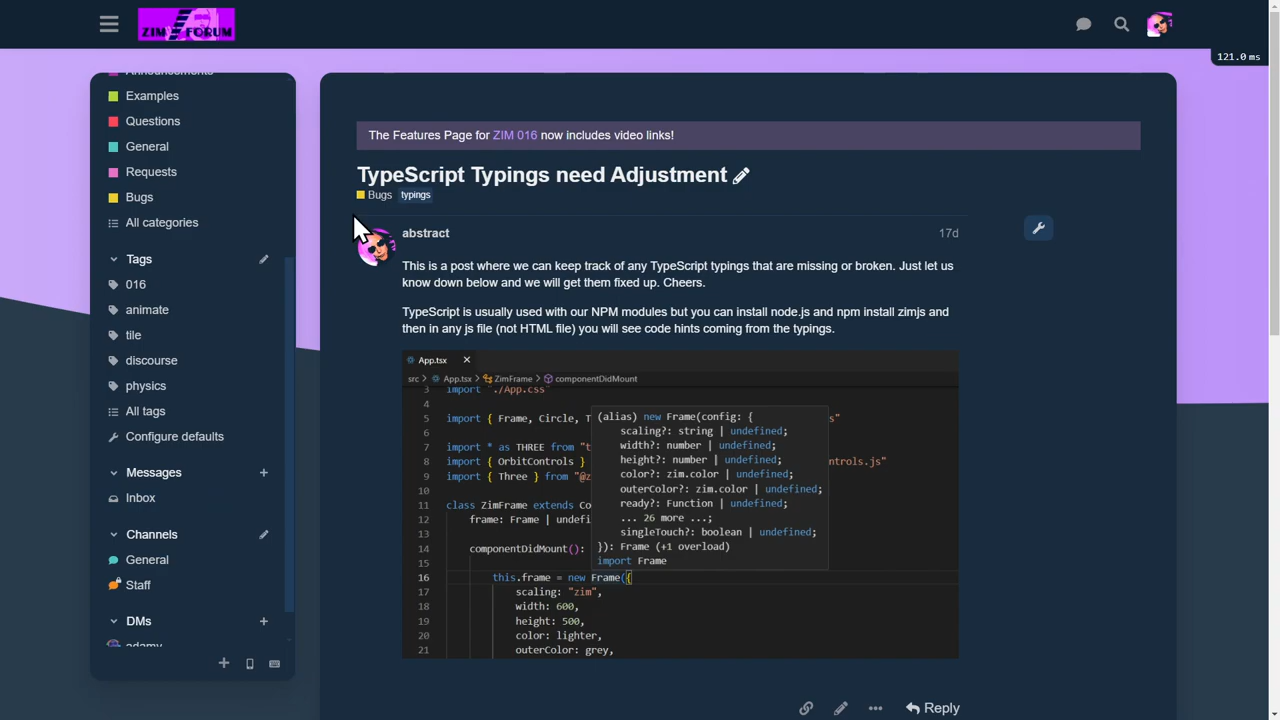 ZIM FORUM
121.0 ms
Announcements
Examples
Questions
General
Requests
Bugs
All categories
Tags
016
animate
tile
discourse
physics
All tags
Configure defaults
Messages
Inbox
Channels
General
Staff
DMs
adamy
The Features Page for ZIM 016 now includes video links!
TypeScript Typings need Adjustment
Bugs typings
abstract 17d
This is a post where we can keep track of any TypeScript typings that are missing or broken. Just let us
know down below and we will get them fixed up. Cheers.
TypeScript is usually used with our NPM modules but you can install node.js and npm install zimjs and
then in any js file (not HTML file) you will see code hints coming from the typings.
App.tsx
src > App.tsx > ZimFrame > componentDidMount
3 import "./App.css"
4
5 import { Frame, Circle, T
6
7 import * as THREE from "t
8 import { OrbitControls } ontrols.js"
9 import { Three } from "@z
10
11 class ZimFrame extends Co
12 frame: Frame | undefi
13
14 componentDidMount():
15
16 this.frame = new Frame({
17 scaling: "zim",
18 width: 600,
19 height: 500,
20 color: lighter,
21 outerColor: grey,
(alias) new Frame(config: {
scaling?: string | undefined;
width?: number | undefined;
height?: number | undefined;
color?: zim.color | undefined;
outerColor?: zim.color | undefined;
ready?: Function | undefined;
... 26 more ...;
singleTouch?: boolean | undefined;
}): Frame (+1 overload)
import Frame
Reply